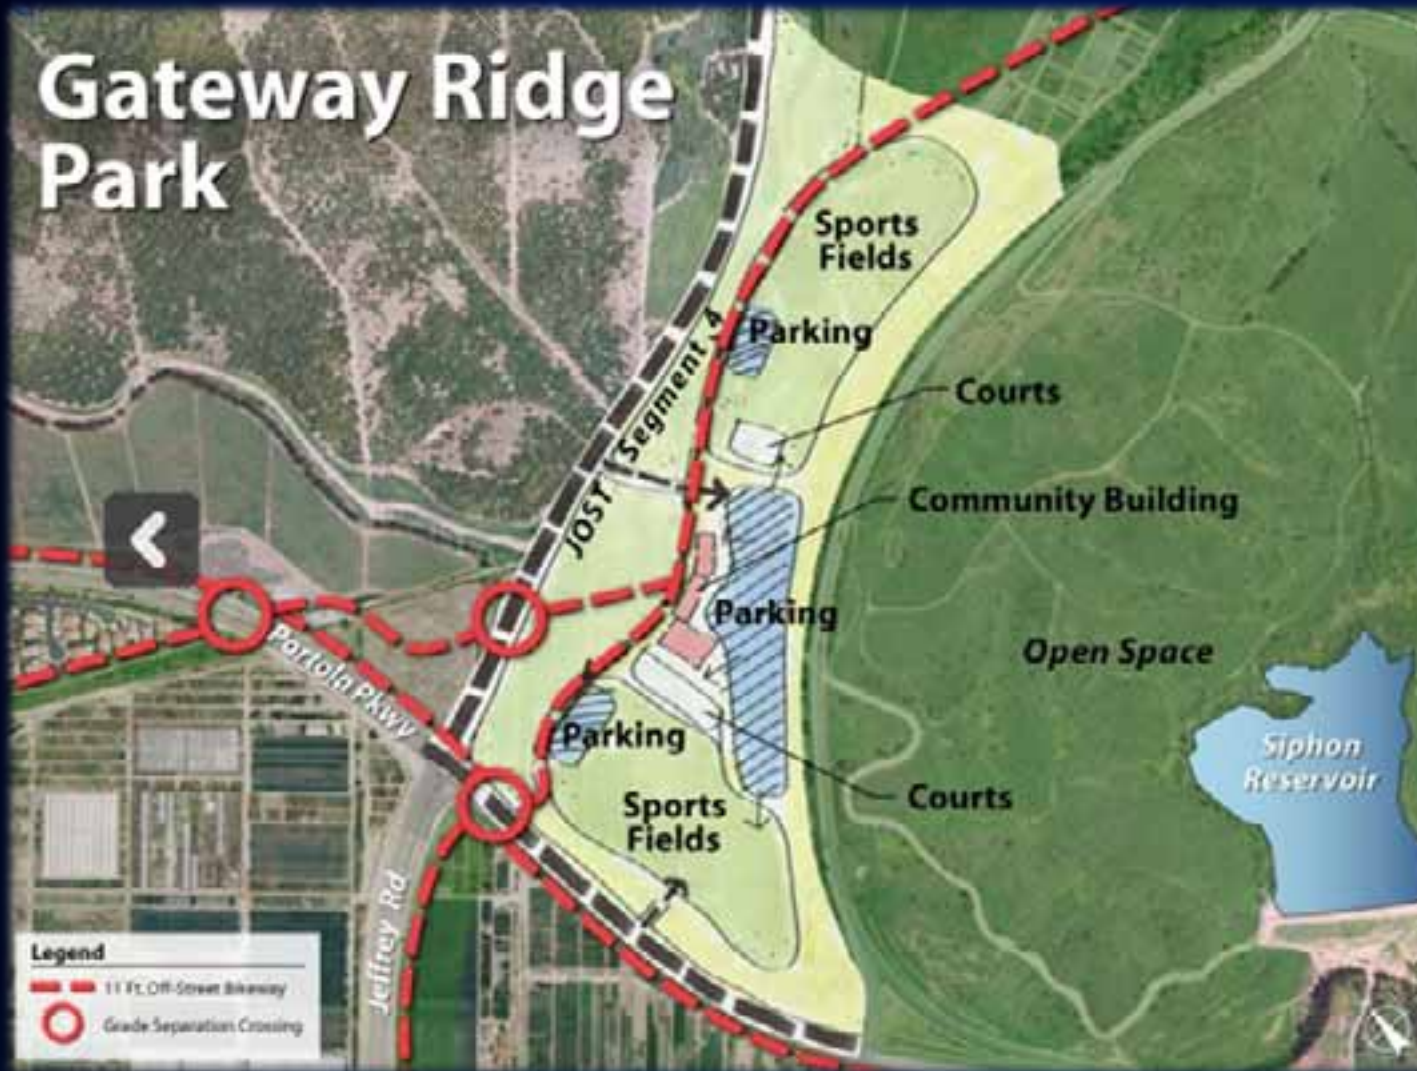 Gateway Ridge
Park
Sports
Fields
Parking
Courts
JOST Segment 4
Community Building
Parking
Open Space
Portola Pkwy
Siphon
Reservoir
Parking
Courts
Sports
Fields
Jeffrey Rd
Legend
11 Ft. Off-Street Bikeway
Grade Separation Crossing